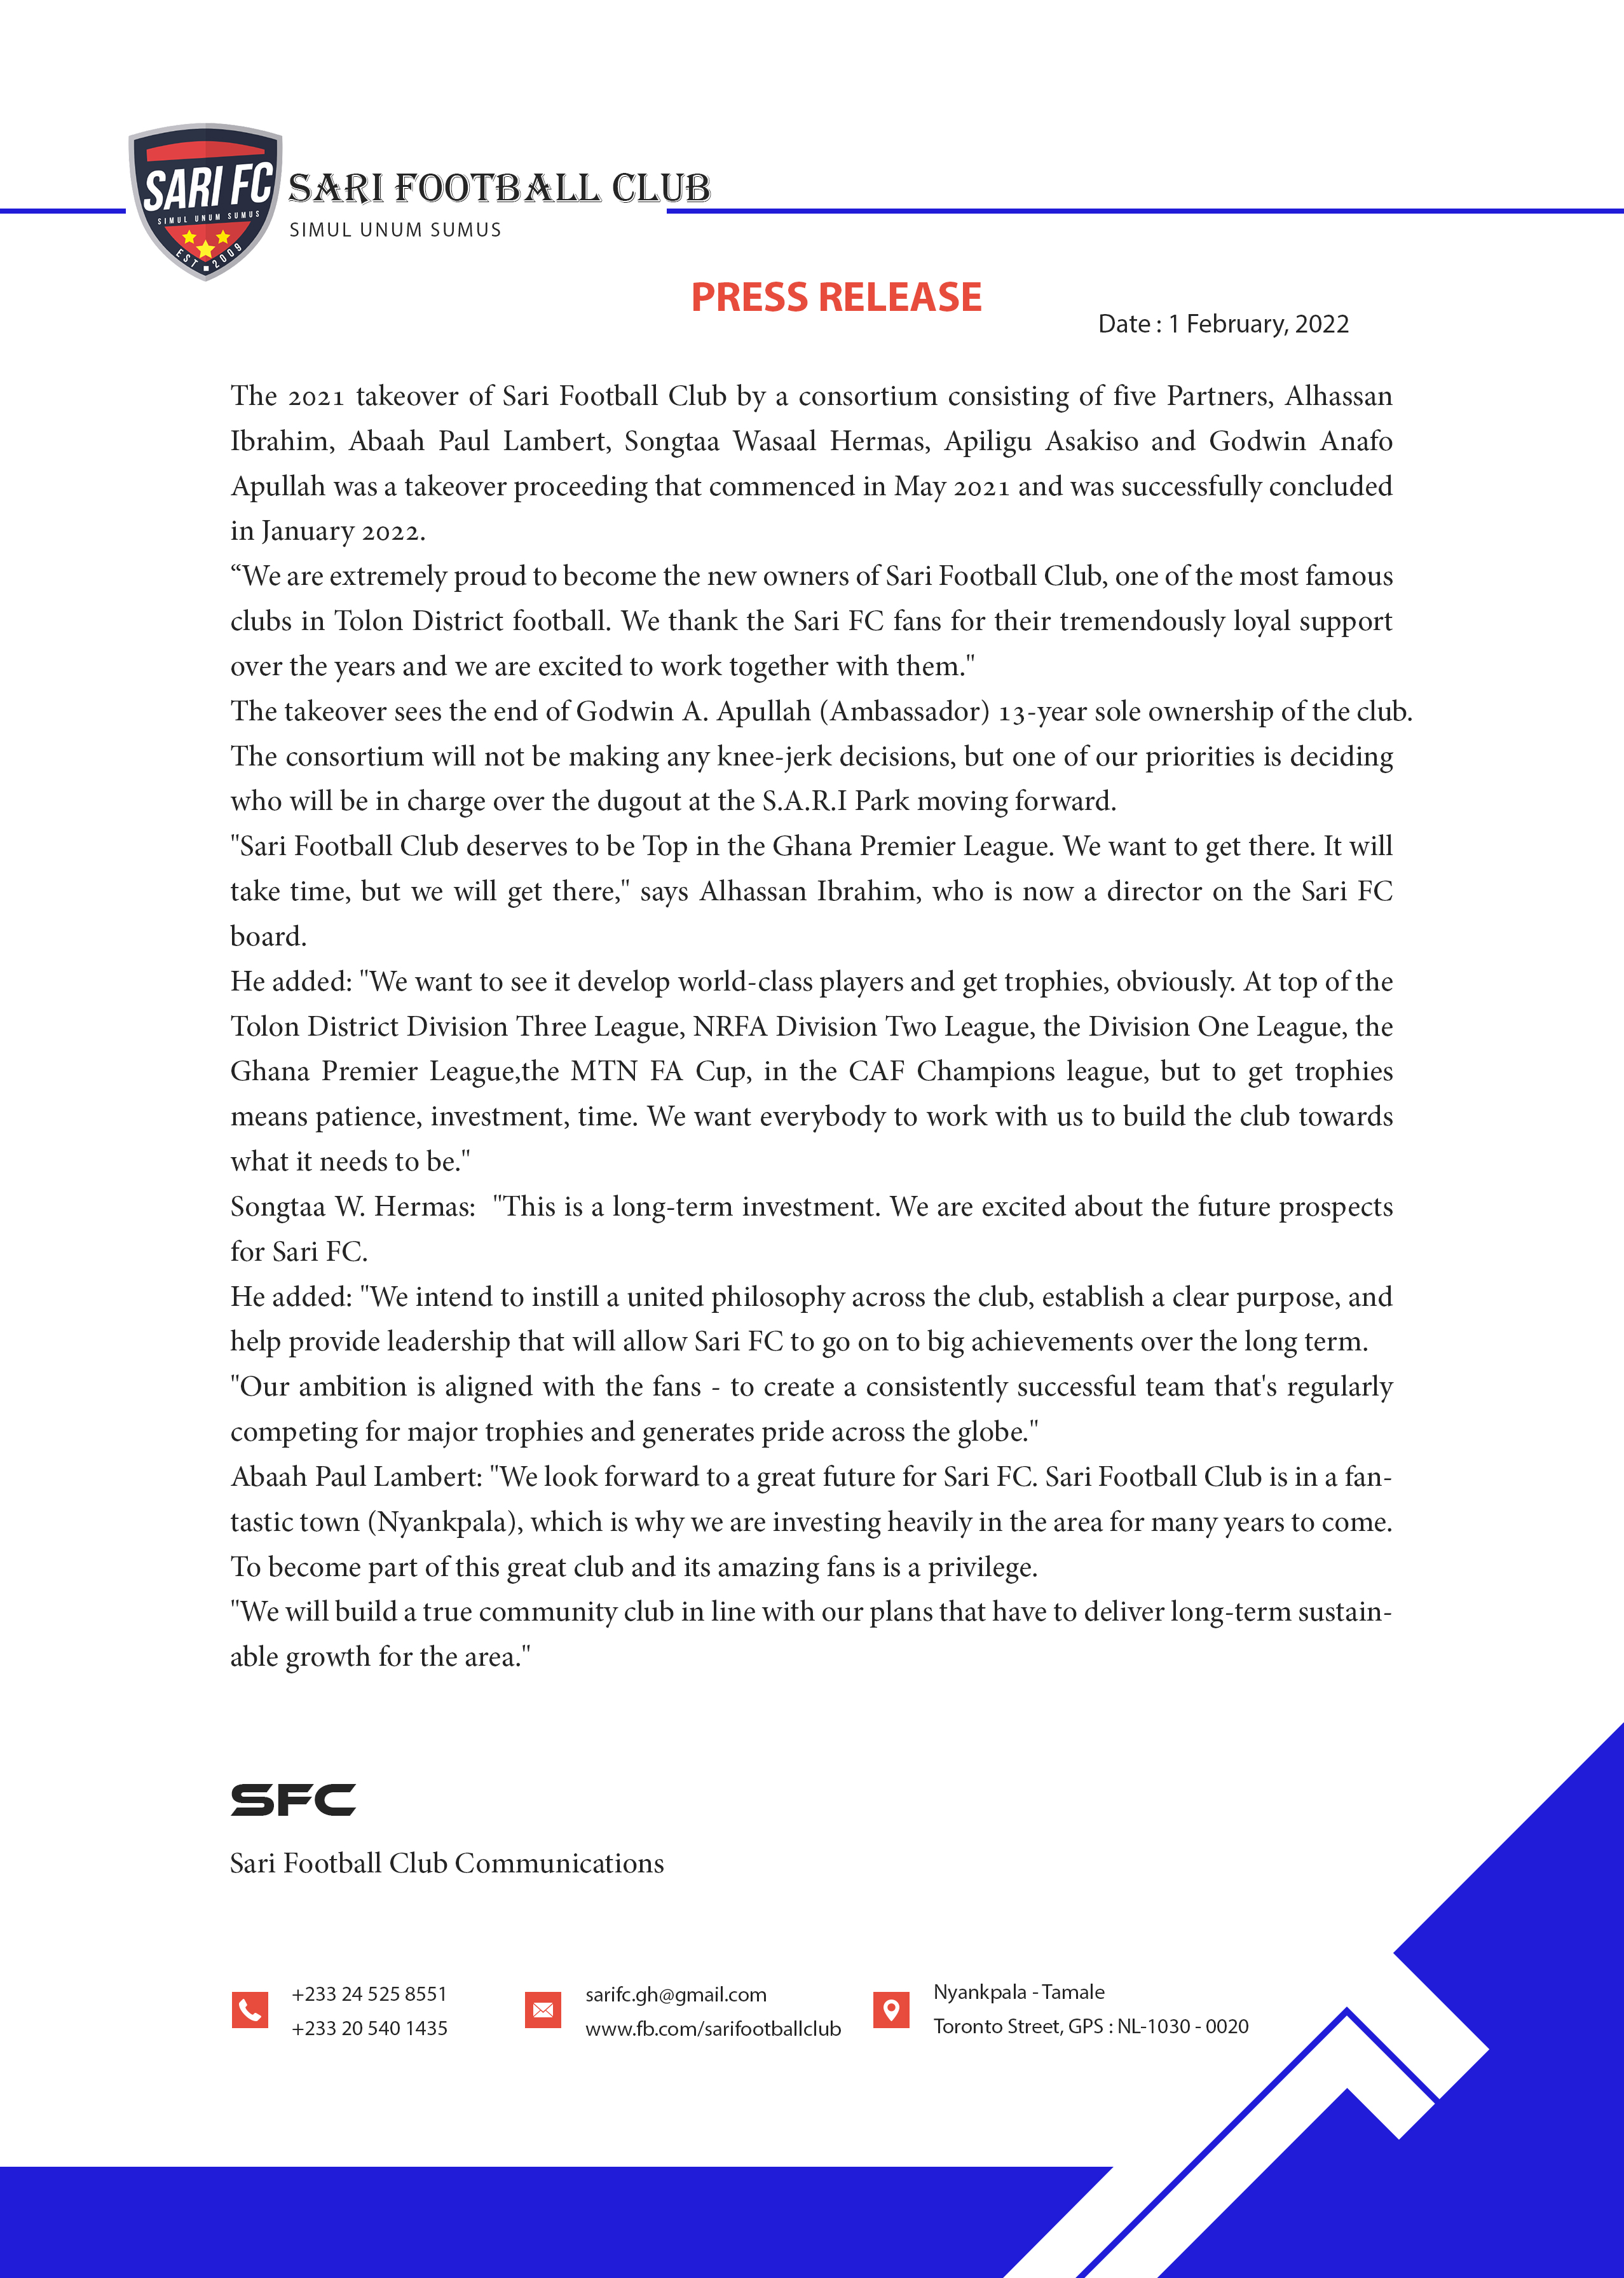 SARI FC
SIMUL UNUM SUMUS
EST 2009
SARI FOOTBALL CLUB
SIMUL UNUM SUMUS
PRESS RELEASE
Date : 1 February, 2022
The 2021 takeover of Sari Football Club by a consortium consisting of five Partners, Alhassan
Ibrahim, Abaah Paul Lambert, Songtaa Wasaal Hermas, Apiligu Asakiso and Godwin Anafo
Apullah was a takeover proceeding that commenced in May 2021 and was successfully concluded
in January 2022.
“We are extremely proud to become the new owners of Sari Football Club, one of the most famous
clubs in Tolon District football. We thank the Sari FC fans for their tremendously loyal support
over the years and we are excited to work together with them."
The takeover sees the end of Godwin A. Apullah (Ambassador) 13-year sole ownership of the club.
The consortium will not be making any knee-jerk decisions, but one of our priorities is deciding
who will be in charge over the dugout at the S.A.R.I Park moving forward.
"Sari Football Club deserves to be Top in the Ghana Premier League. We want to get there. It will
take time, but we will get there," says Alhassan Ibrahim, who is now a director on the Sari FC
board.
He added: "We want to see it develop world-class players and get trophies, obviously. At top of the
Tolon District Division Three League, NRFA Division Two League, the Division One League, the
Ghana Premier League,the MTN FA Cup, in the CAF Champions league, but to get trophies
means patience, investment, time. We want everybody to work with us to build the club towards
what it needs to be."
Songtaa W. Hermas:  "This is a long-term investment. We are excited about the future prospects
for Sari FC.
He added: "We intend to instill a united philosophy across the club, establish a clear purpose, and
help provide leadership that will allow Sari FC to go on to big achievements over the long term.
"Our ambition is aligned with the fans - to create a consistently successful team that's regularly
competing for major trophies and generates pride across the globe."
Abaah Paul Lambert: "We look forward to a great future for Sari FC. Sari Football Club is in a fan-
tastic town (Nyankpala), which is why we are investing heavily in the area for many years to come.
To become part of this great club and its amazing fans is a privilege.
"We will build a true community club in line with our plans that have to deliver long-term sustain-
able growth for the area."
SFC
Sari Football Club Communications
+233 24 525 8551
+233 20 540 1435
sarifc.gh@gmail.com
www.fb.com/sarifootballclub
Nyankpala - Tamale
Toronto Street, GPS : NL-1030 - 0020